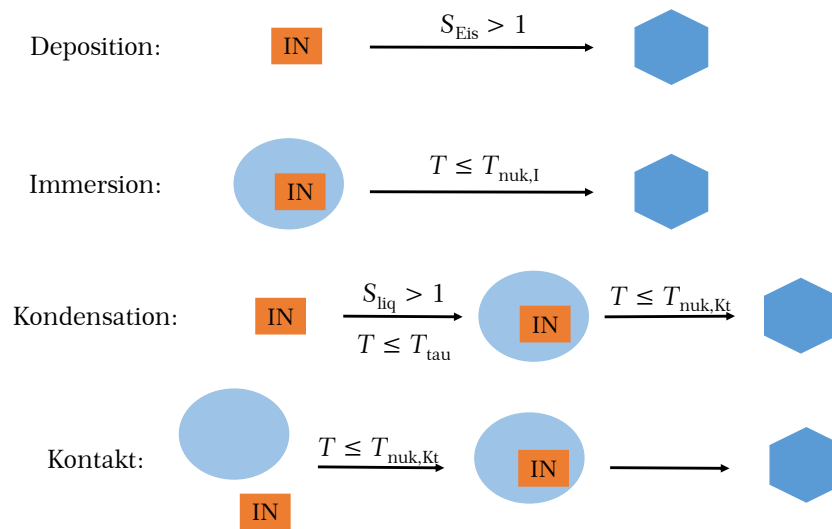 Deposition: IN S_Eis > 1
Immersion: IN T ≤ T_nuk,I
Kondensation: IN S_liq > 1 T ≤ T_tau IN T ≤ T_nuk,Kt
Kontakt: IN T ≤ T_nuk,Kt IN